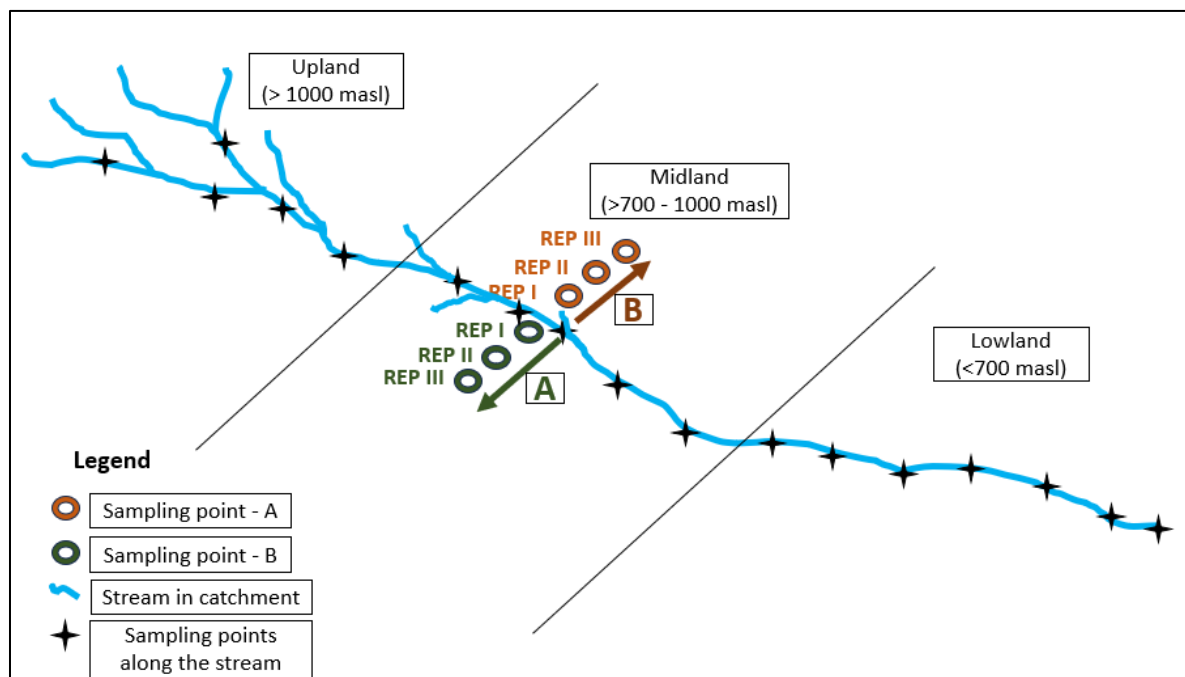 Upland
(> 1000 masl)
Midland
(>700 - 1000 masl)
REP III
REP II
REP I
B
REP I
REP II
REP III
A
Lowland
(<700 masl)
Legend
Sampling point - A
Sampling point - B
Stream in catchment
Sampling points
along the stream